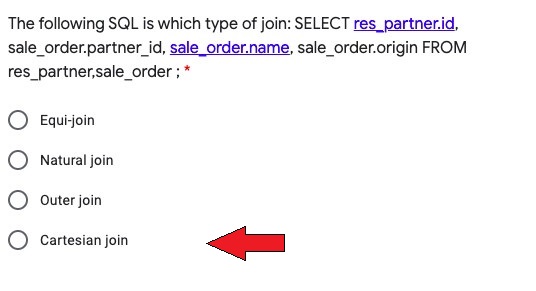 The following SQL is which type of join: SELECT res_partner.id,
sale_order.partner_id, sale_order.name, sale_order.origin FROM
res_partner,sale_order ; *
Equi-join
Natural join
Outer join
Cartesian join